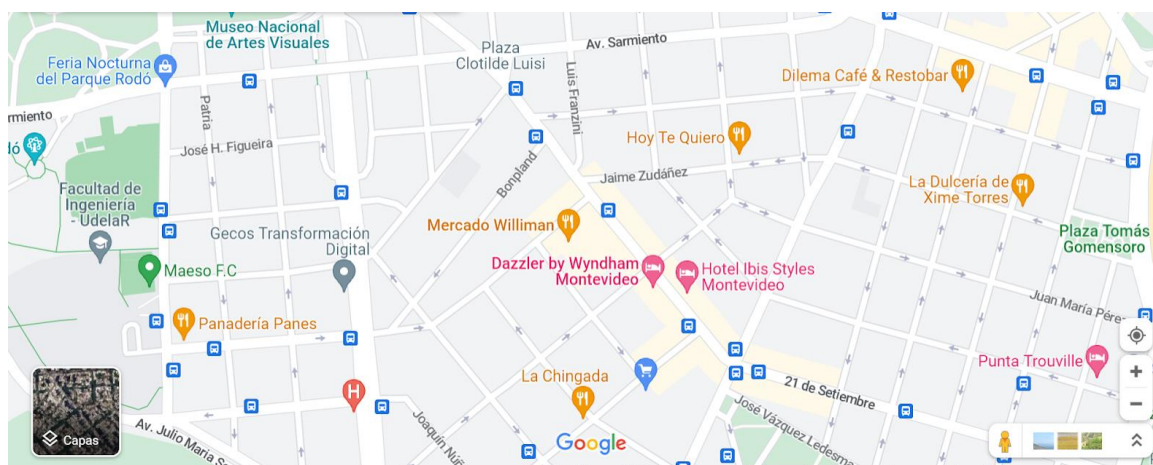 Museo Nacional
de Artes Visuales
Feria Nocturna
del Parque Rodó
Plaza
Clotilde Luisi
Av. Sarmiento
Luis Franzini
Dilema Café & Restobar
rmiento
Patria
José H. Figueira
Hoy Te Quiero
dó
Bonpland
Jaime Zudáñez
Facultad de
Ingeniería
- UdelaR
La Dulcería de
Xime Torres
Mercado Williman
Gecos Transformación
Digital
Plaza Tomás
Gomensoro
Maeso F.C
Dazzler by Wyndham
Montevideo
Hotel Ibis Styles
Montevideo
Juan María Pérez
Panadería Panes
Punta Trouville
La Chingada
21 de Setiembre
H
Capas
Av. Julio María S
Joaquín Núñ
José Vázquez Ledesma
Google